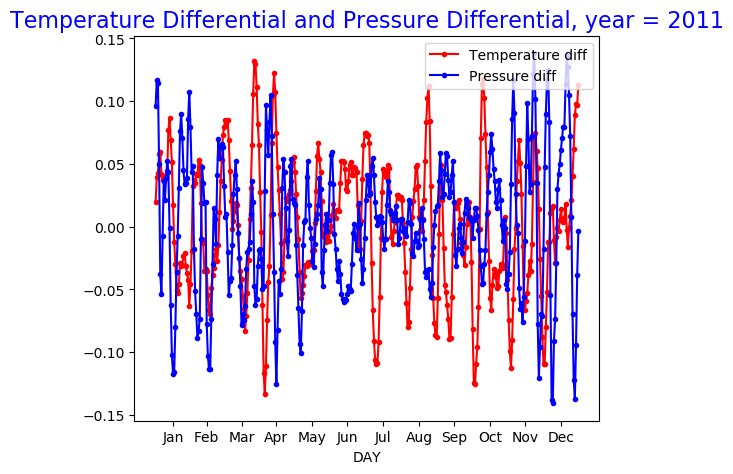 Temperature Differential and Pressure Differential, year = 2011
0.15
Temperature diff
Pressure diff
0.10
0.05
0.00
−0.05
−0.10
−0.15
Jan Feb Mar Apr May Jun Jul Aug Sep Oct Nov Dec
DAY